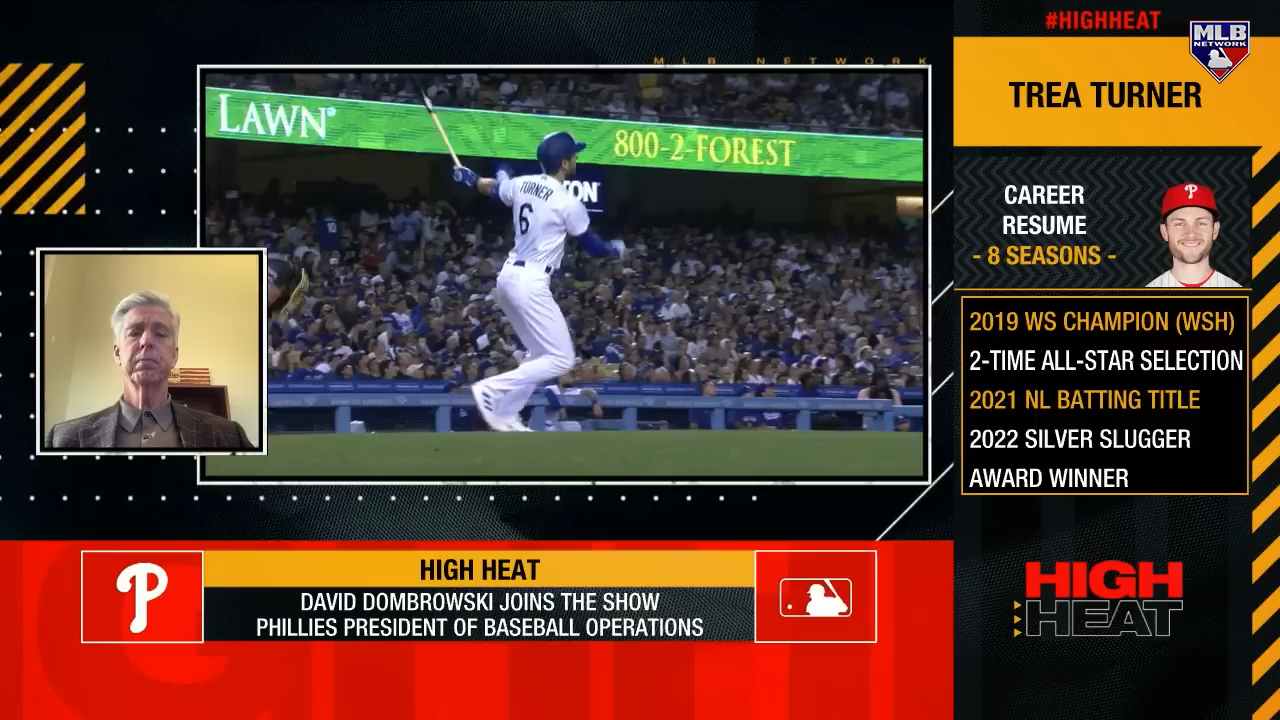 #HIGHHEAT
MLB
NETWORK
MLB NETWORK
TREA TURNER
LAWN
800-2-FOREST
TURNER
6
CAREER
RESUME
- 8 SEASONS -
P
2019 WS CHAMPION (WSH)
2-TIME ALL-STAR SELECTION
2021 NL BATTING TITLE
2022 SILVER SLUGGER
AWARD WINNER
HIGH
HEAT
P
HIGH HEAT
DAVID DOMBROWSKI JOINS THE SHOW
PHILLIES PRESIDENT OF BASEBALL OPERATIONS